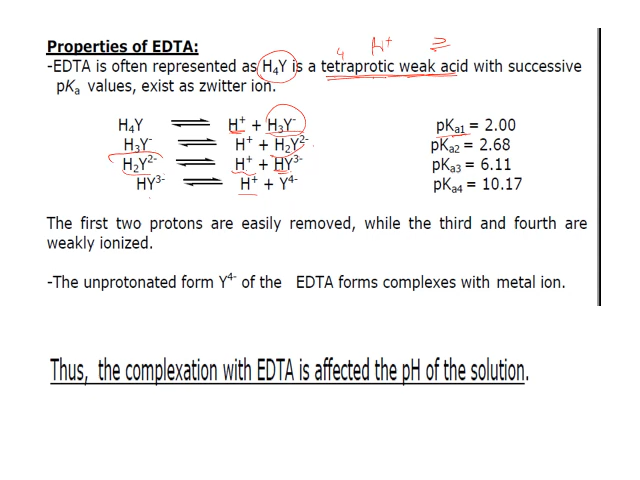 Properties of EDTA:
4 H⁺ ⇌
-EDTA is often represented as H₄Y is a tetraprotic weak acid with successive
pKₐ values, exist as zwitter ion.
H₄Y ⇌ H⁺ + H₃Y⁻ pKₐ₁ = 2.00
H₃Y⁻ ⇌ H⁺ + H₂Y²⁻ pKₐ₂ = 2.68
H₂Y²⁻ ⇌ H⁺ + HY³⁻ pKₐ₃ = 6.11
HY³⁻ ⇌ H⁺ + Y⁴⁻ pKₐ₄ = 10.17
The first two protons are easily removed, while the third and fourth are
weakly ionized.
-The unprotonated form Y⁴⁻ of the EDTA forms complexes with metal ion.
Thus, the complexation with EDTA is affected the pH of the solution.